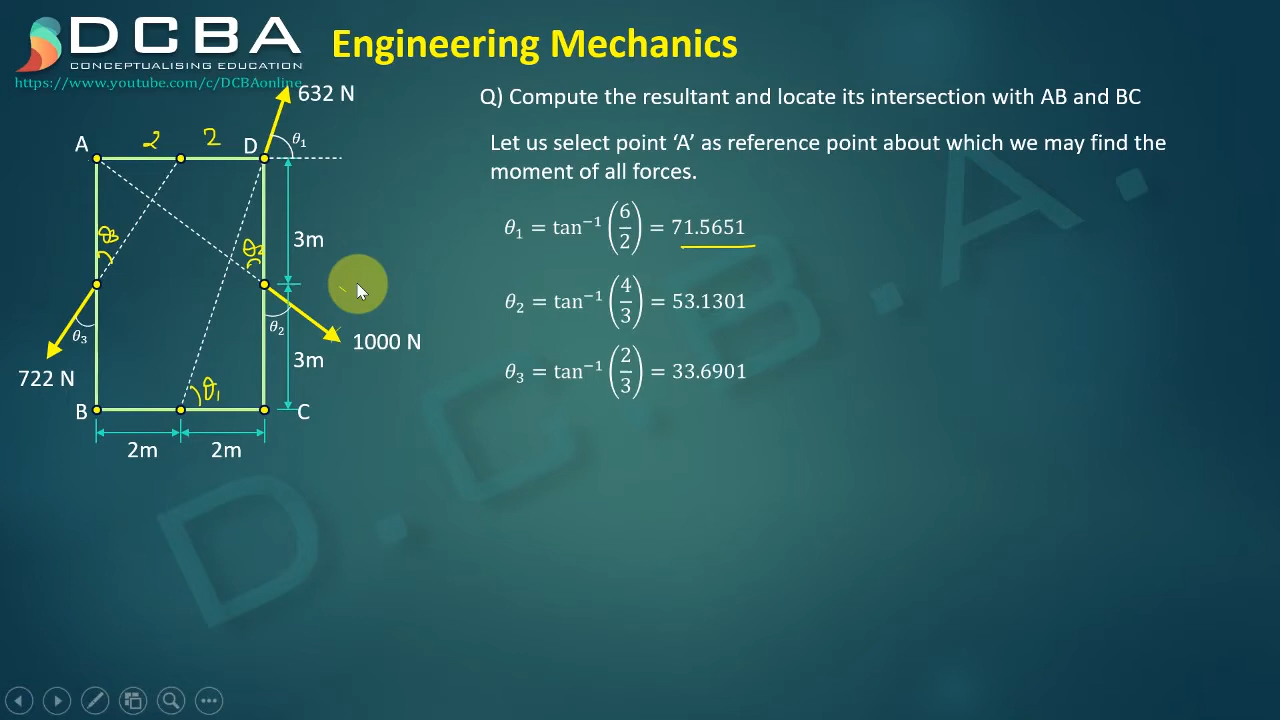 DCBA
CONCEPTUALISING EDUCATION
https://www.youtube.com/c/DCBAonline
Engineering Mechanics
Q) Compute the resultant and locate its intersection with AB and BC
Let us select point ‘A’ as reference point about which we may find the
moment of all forces.
θ₁ = tan⁻¹(6/2) = 71.5651
θ₂ = tan⁻¹(4/3) = 53.1301
θ₃ = tan⁻¹(2/3) = 33.6901
632 N
A 2 2 D θ₁
θ₃ θ₂ 3m
θ₃ θ₂ 1000 N
722 N θ₁ 3m
B C
2m 2m
D.C.B.A.